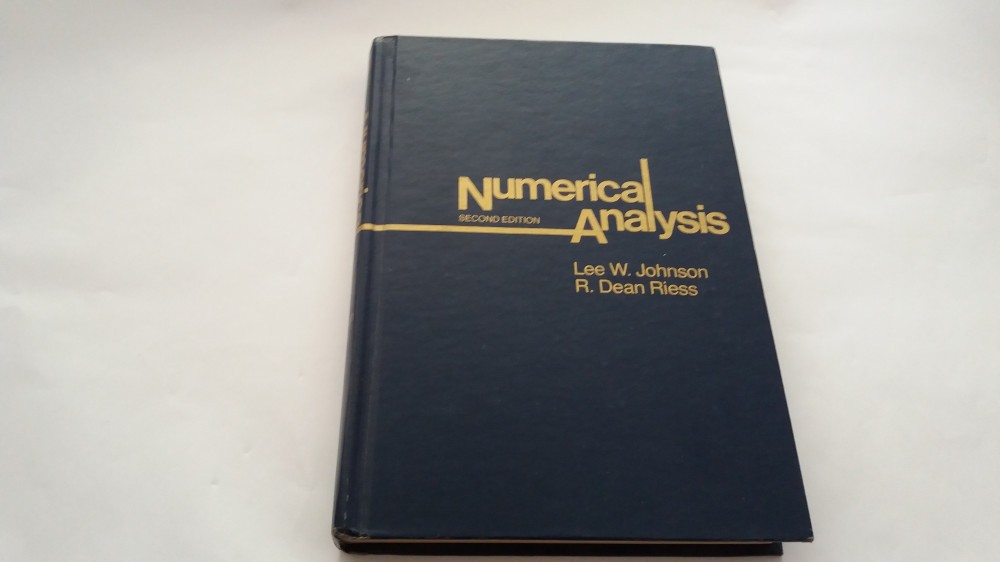 Numerical
SECOND EDITION
Analysis
Lee W. Johnson
R. Dean Riess